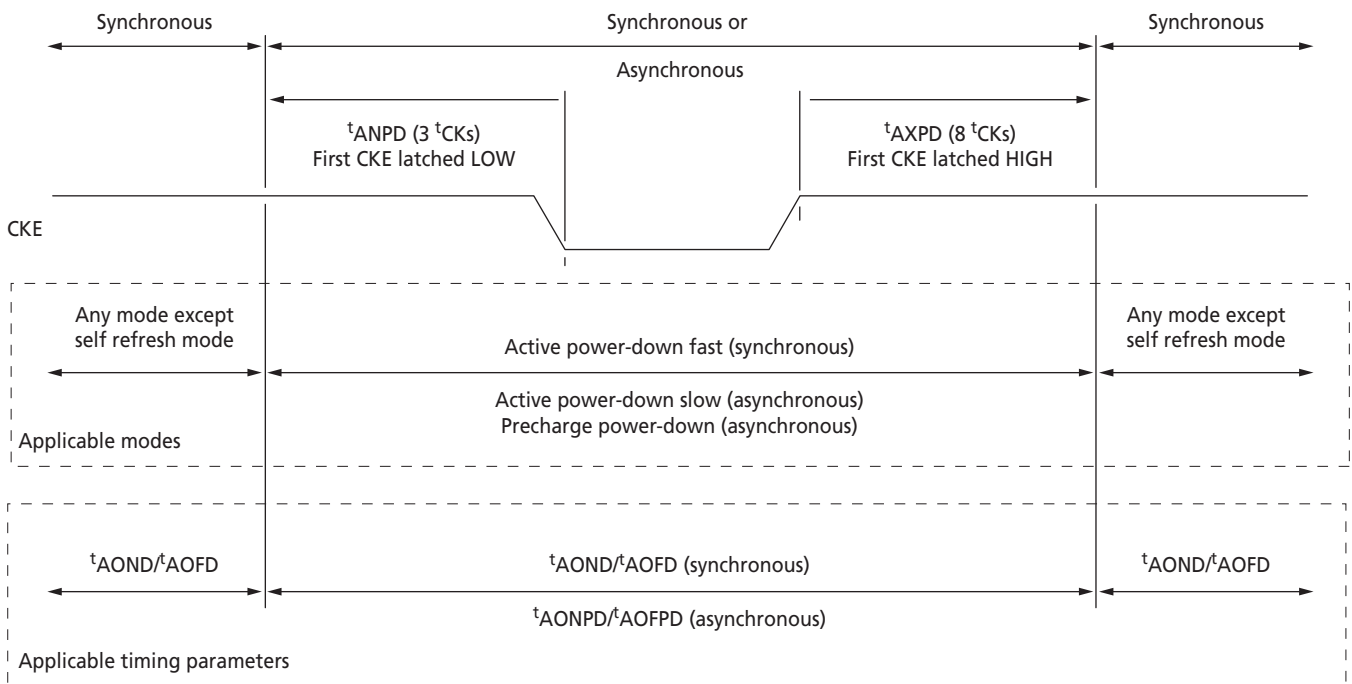 Synchronous
Synchronous or
Asynchronous
Synchronous
tANPD (3 tCKs)
First CKE latched LOW
tAXPD (8 tCKs)
First CKE latched HIGH
CKE
Any mode except
self refresh mode
Active power-down fast (synchronous)
Active power-down slow (asynchronous)
Precharge power-down (asynchronous)
Any mode except
self refresh mode
Applicable modes
tAOND/tAOFD
tAOND/tAOFD (synchronous)
tAONPD/tAOFPD (asynchronous)
tAOND/tAOFD
Applicable timing parameters